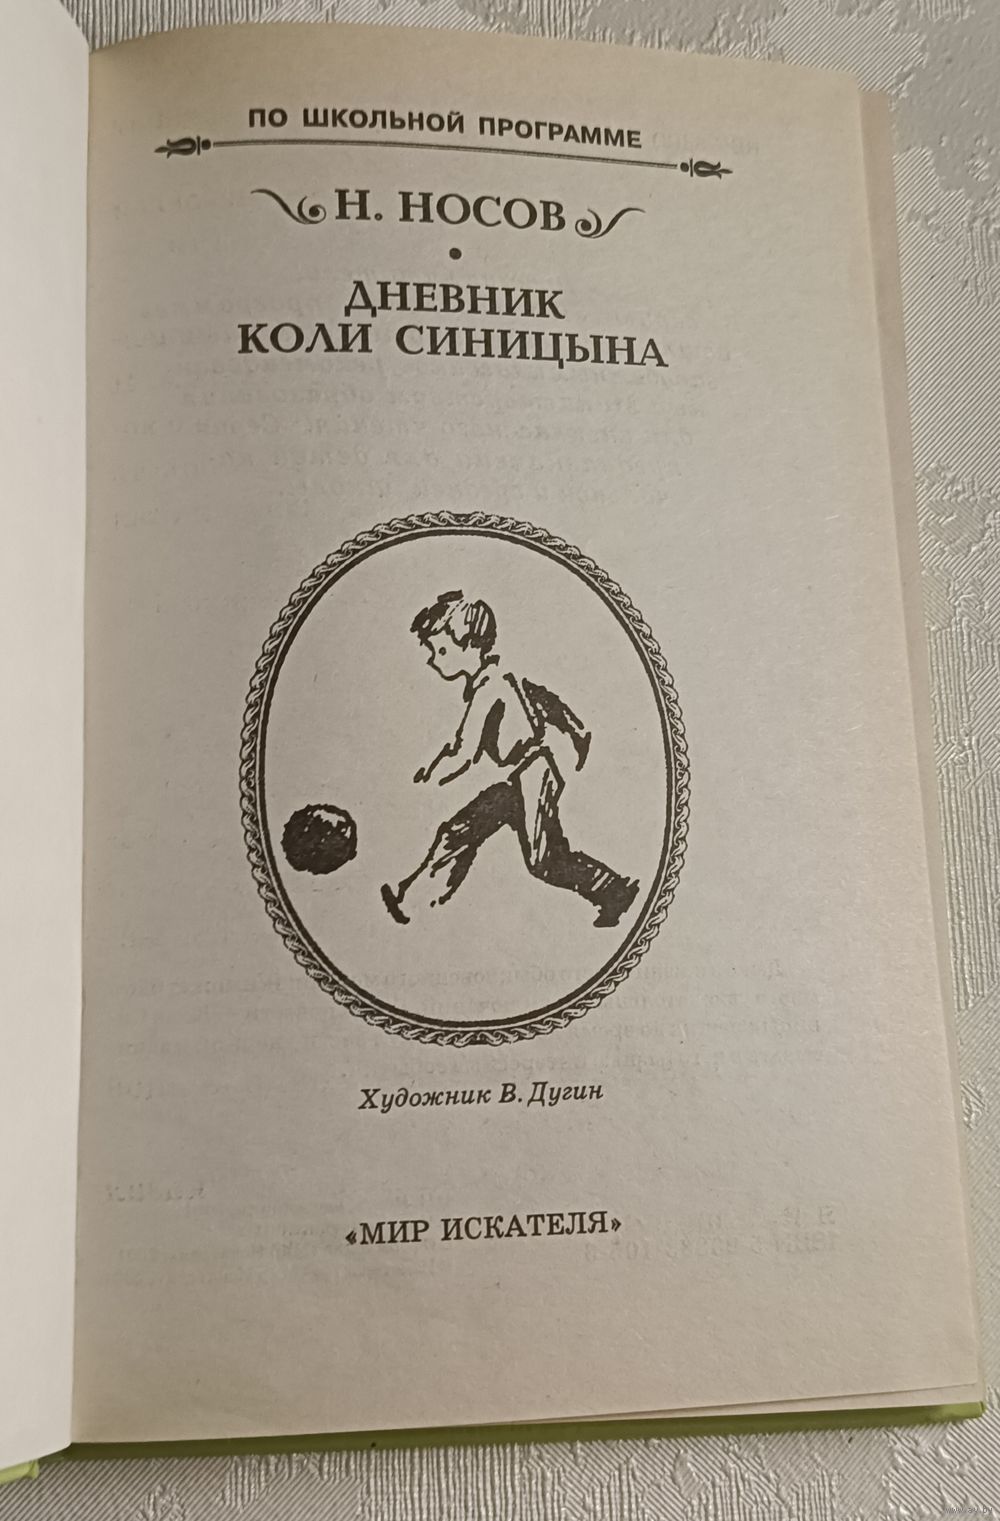 ПО ШКОЛЬНОЙ ПРОГРАММЕ
Н. НОСОВ
ДНЕВНИК
КОЛИ СИНИЦЫНА
Художник В. Дугин
«МИР ИСКАТЕЛЯ»